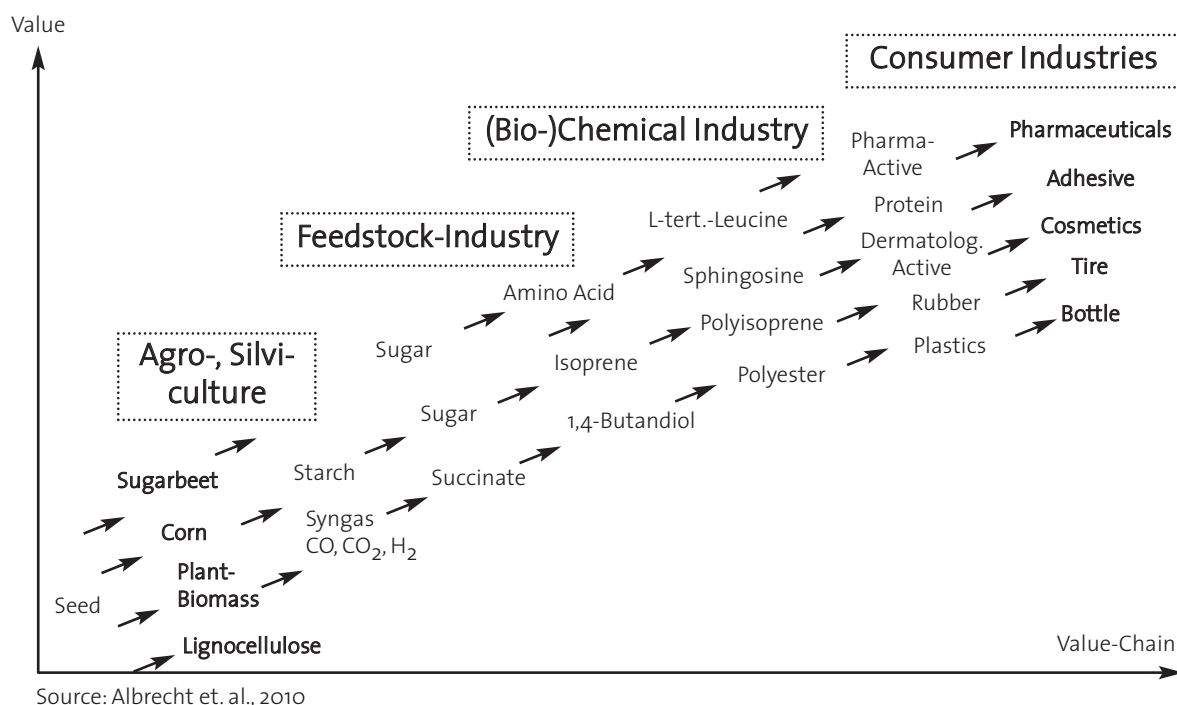 Value
Consumer Industries
(Bio-)Chemical Industry
Feedstock-Industry
Agro-, Silvi-
culture
Pharma-
Active
Pharmaceuticals
L-tert.-Leucine
Protein
Adhesive
Amino Acid
Sphingosine
Dermatolog.
Active
Cosmetics
Sugar
Isoprene
Polyisoprene
Rubber
Tire
Sugarbeet
Starch
Sugar
1,4-Butandiol
Polyester
Plastics
Bottle
Corn
Syngas
CO, CO₂, H₂
Succinate
Seed
Plant-
Biomass
Lignocellulose
Value-Chain
Source: Albrecht et. al., 2010